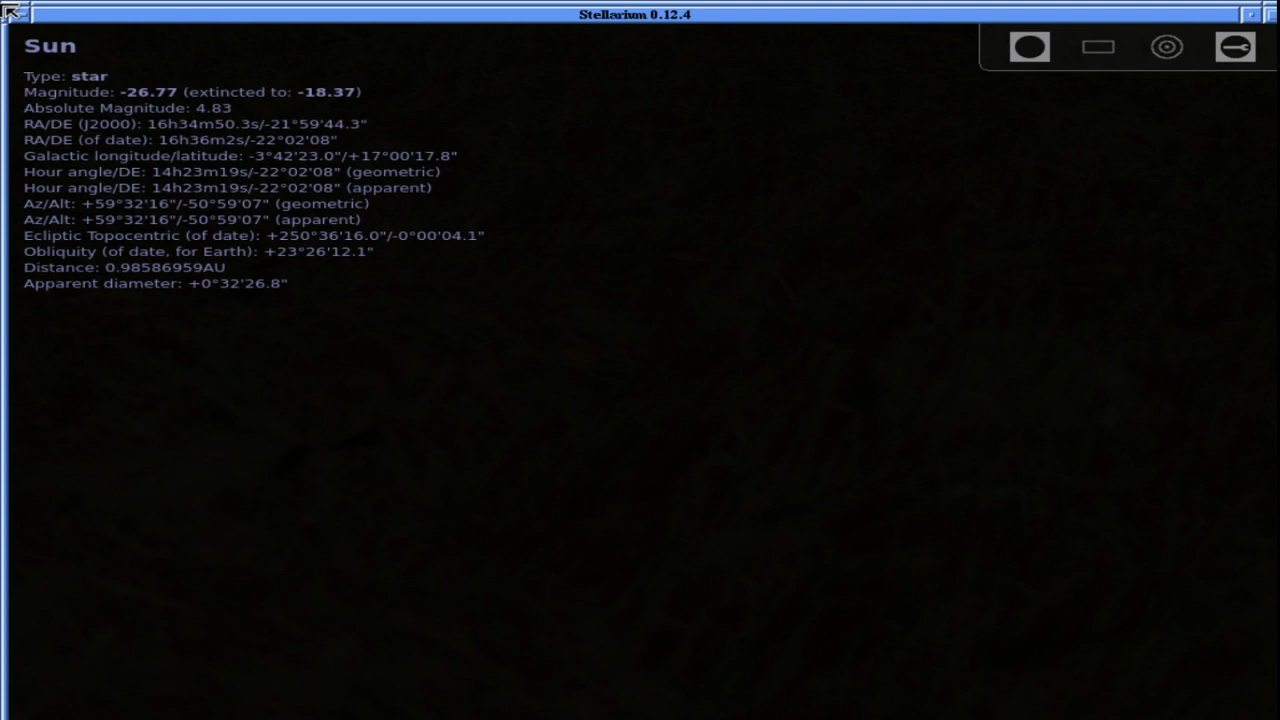 Stellarium 0.12.4
Sun
Type: star
Magnitude: -26.77 (extincted to: -18.37)
Absolute Magnitude: 4.83
RA/DE (J2000): 16h34m50.3s/-21°59'44.3"
RA/DE (of date): 16h36m2s/-22°02'08"
Galactic longitude/latitude: -3°42'23.0"/+17°00'17.8"
Hour angle/DE: 14h23m19s/-22°02'08" (geometric)
Hour angle/DE: 14h23m19s/-22°02'08" (apparent)
Az/Alt: +59°32'16"/-50°59'07" (geometric)
Az/Alt: +59°32'16"/-50°59'07" (apparent)
Ecliptic Topocentric (of date): +250°36'16.0"/-0°00'04.1"
Obliquity (of date, for Earth): +23°26'12.1"
Distance: 0.98586959AU
Apparent diameter: +0°32'26.8"